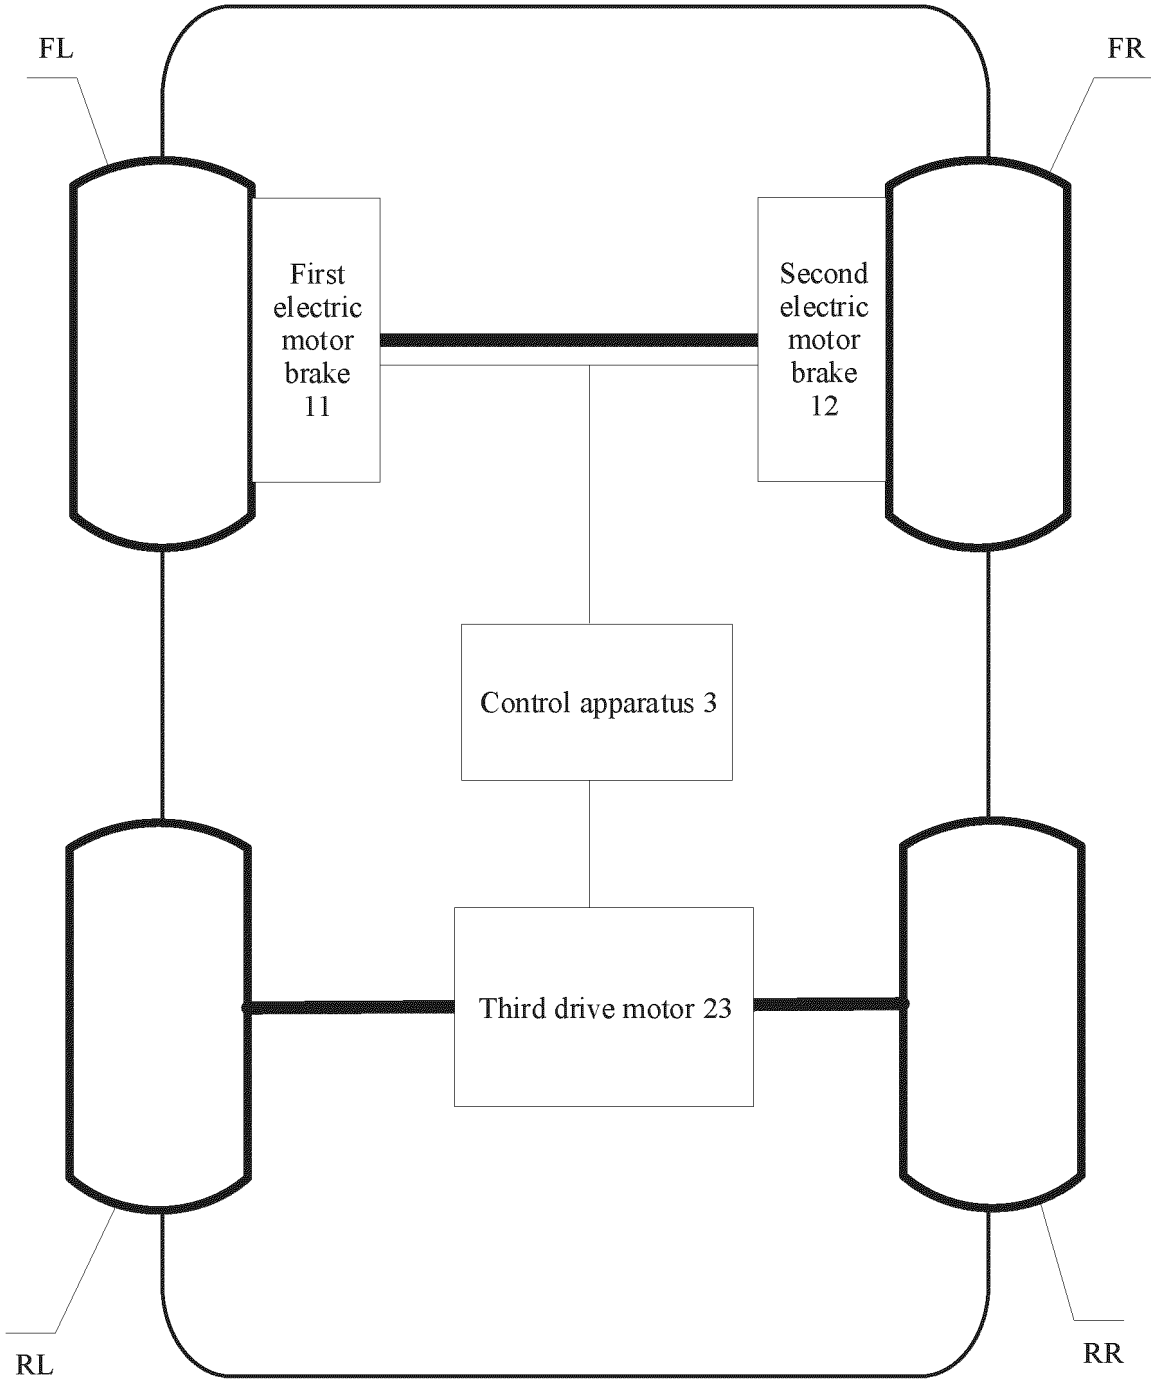 FL
FR
First
electric
motor
brake
11
Second
electric
motor
brake
12
Control apparatus 3
Third drive motor 23
RL
RR